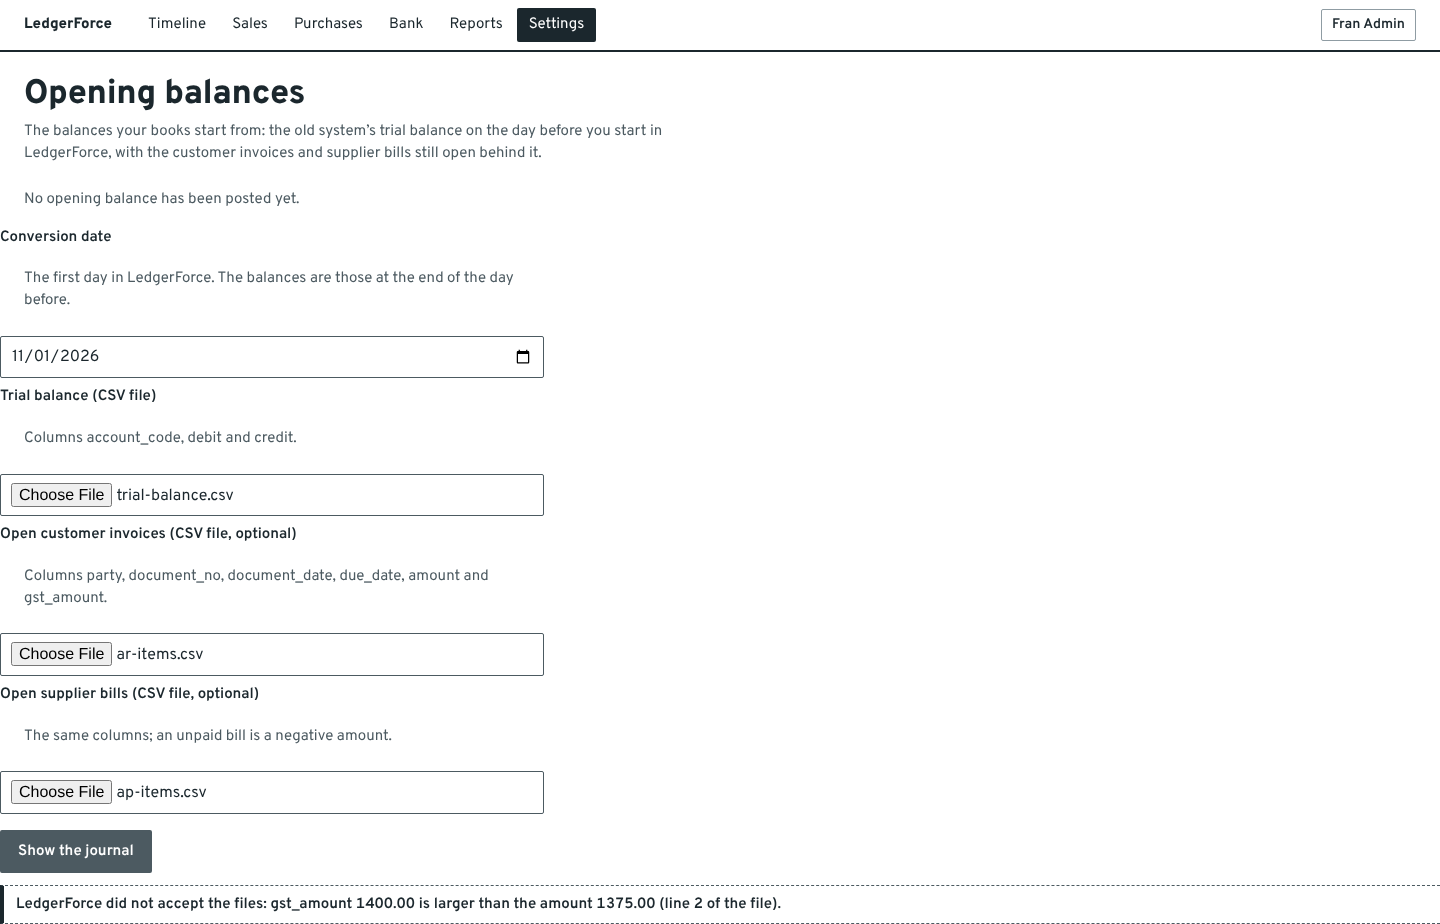 LedgerForce Timeline Sales Purchases Bank Reports Settings Fran Admin
Opening balances
The balances your books start from: the old system’s trial balance on the day before you start in
LedgerForce, with the customer invoices and supplier bills still open behind it.
No opening balance has been posted yet.
Conversion date
The first day in LedgerForce. The balances are those at the end of the day
before.
11/01/2026
Trial balance (CSV file)
Columns account_code, debit and credit.
Choose File trial-balance.csv
Open customer invoices (CSV file, optional)
Columns party, document_no, document_date, due_date, amount and
gst_amount.
Choose File ar-items.csv
Open supplier bills (CSV file, optional)
The same columns; an unpaid bill is a negative amount.
Choose File ap-items.csv
Show the journal
LedgerForce did not accept the files: gst_amount 1400.00 is larger than the amount 1375.00 (line 2 of the file).